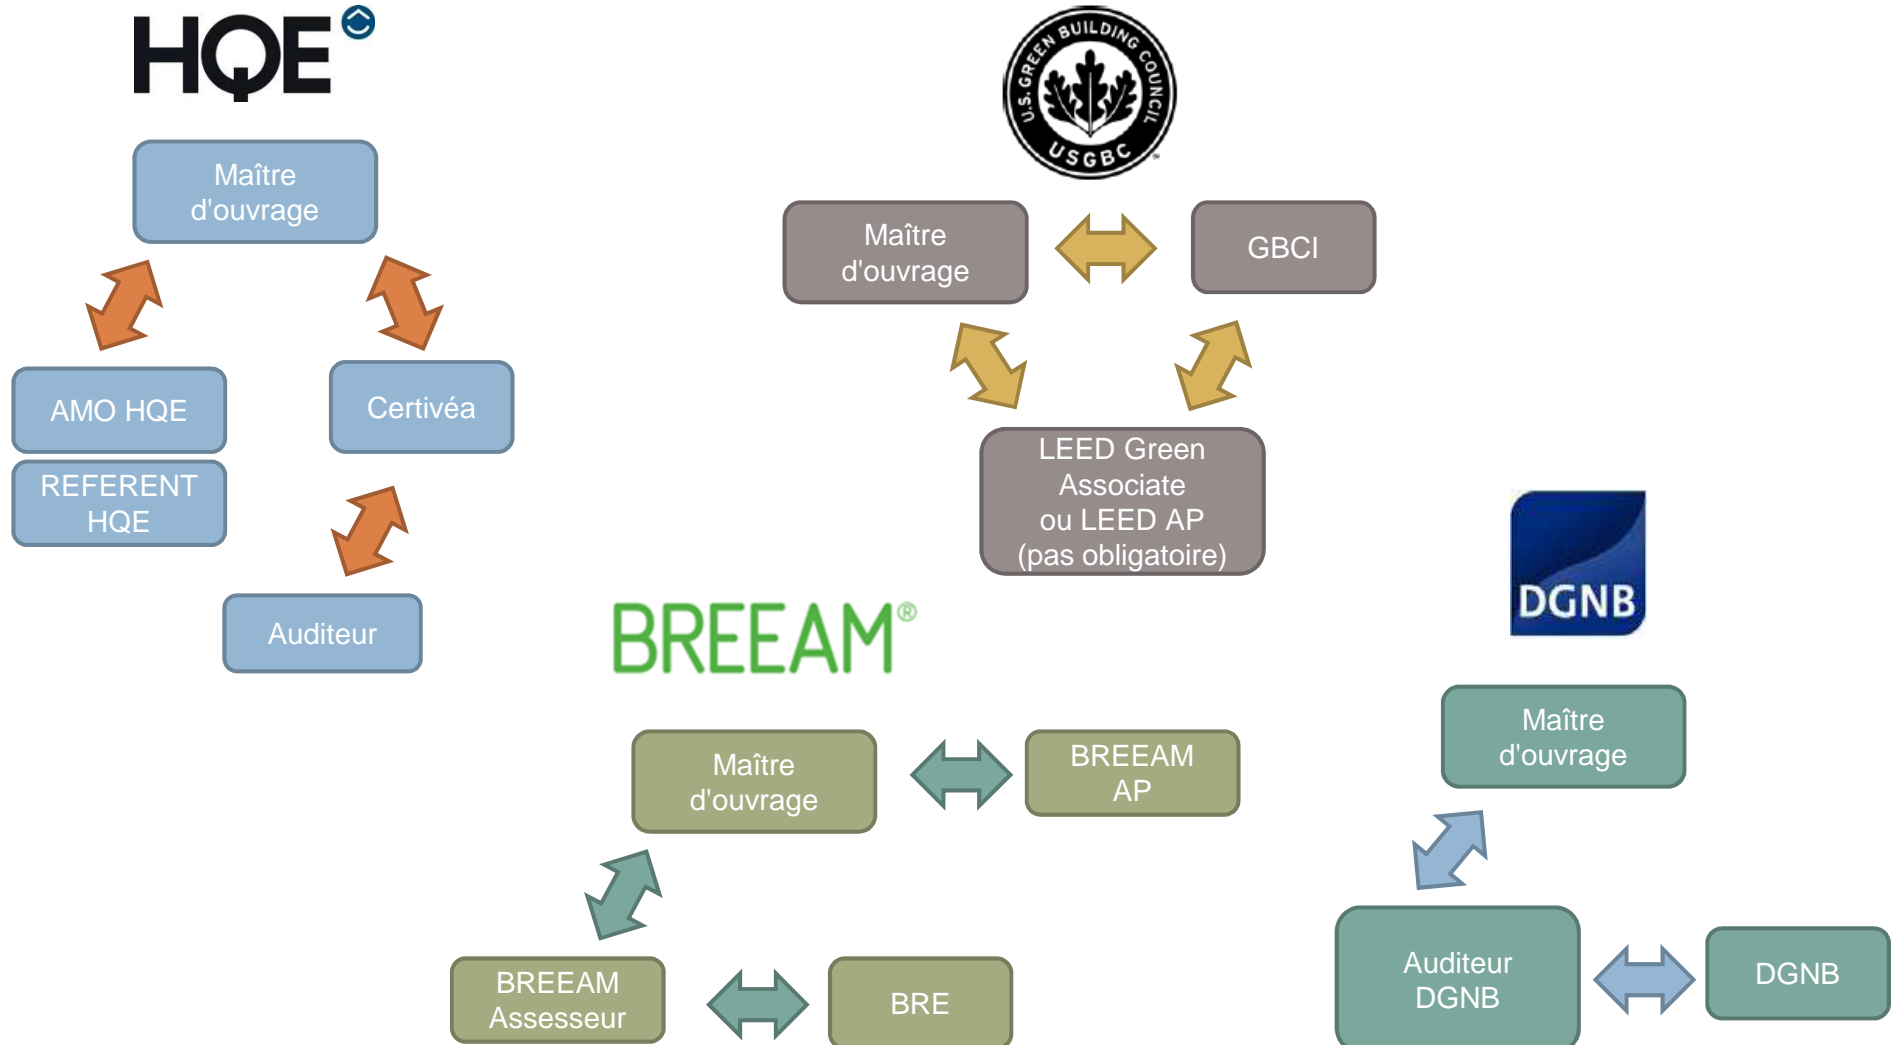 HQE
Maître
d'ouvrage
AMO HQE
REFERENT
HQE
Certivéa
Auditeur
U.S. GREEN BUILDING COUNCIL
USGBC
Maître
d'ouvrage
GBCI
LEED Green
Associate
ou LEED AP
(pas obligatoire)
BREEAM®
Maître
d'ouvrage
BREEAM
AP
BREEAM
Assesseur
BRE
DGNB
Maître
d'ouvrage
Auditeur
DGNB
DGNB